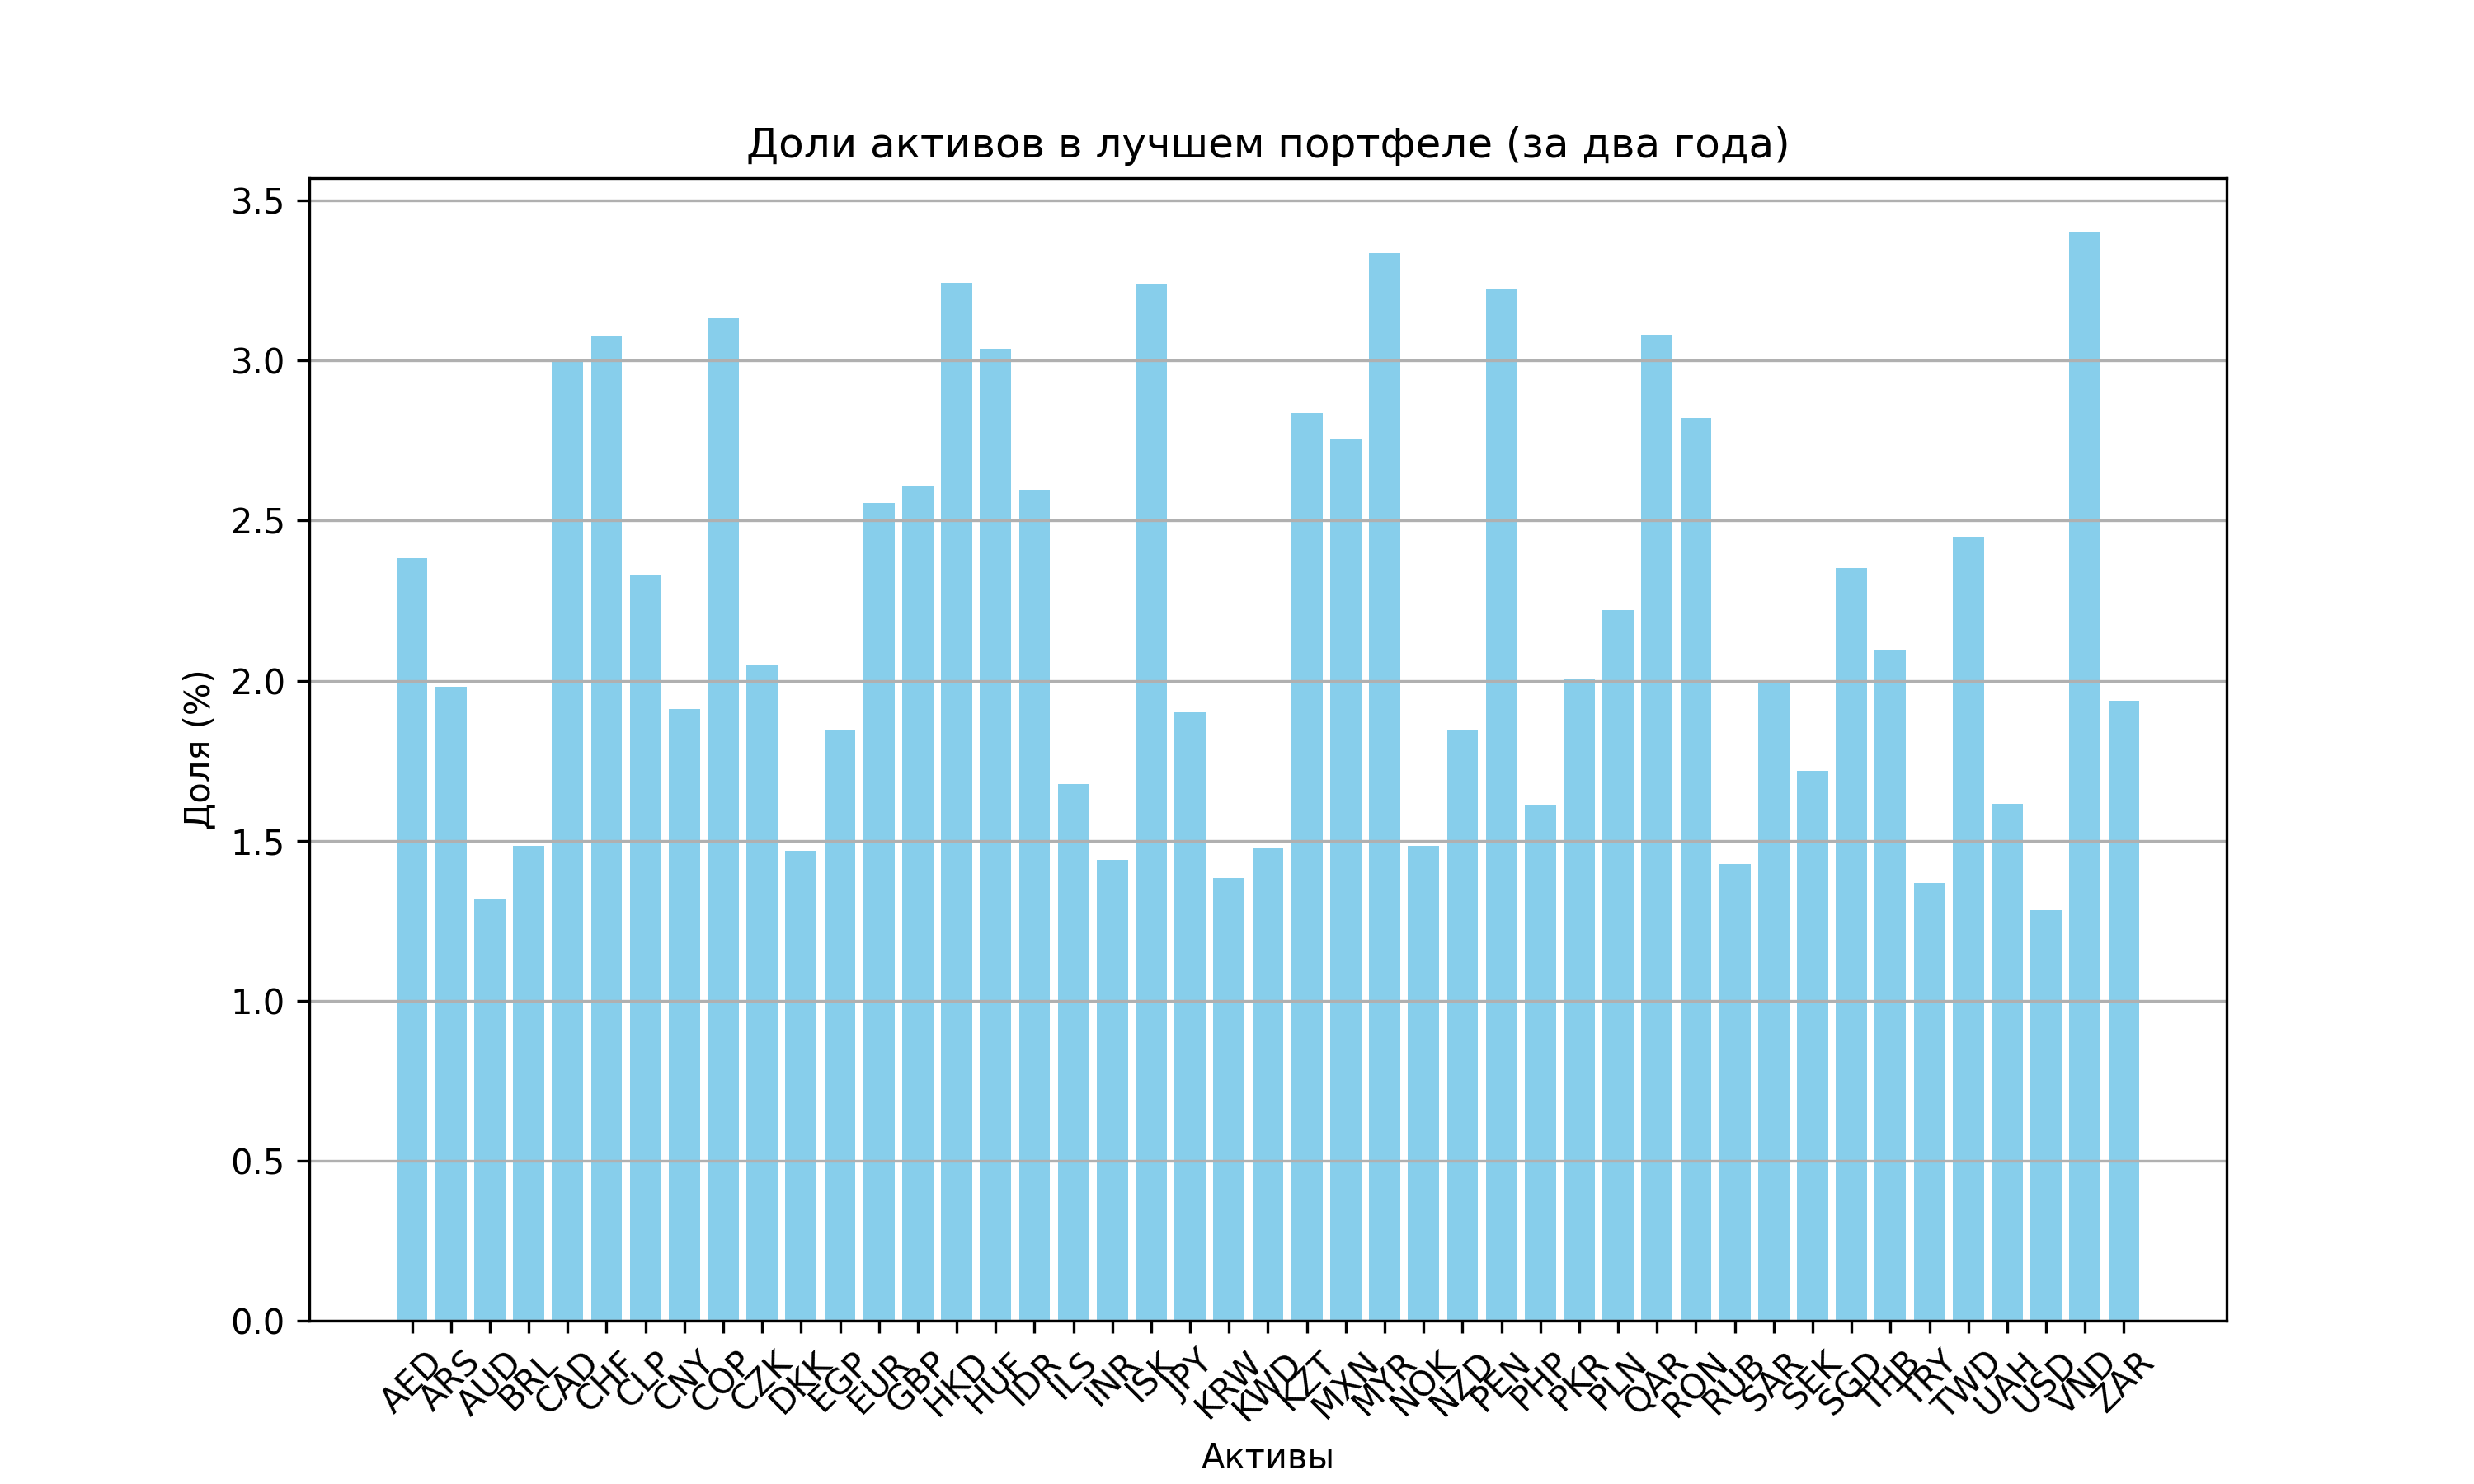 Доли активов в лучшем портфеле (за два года)
3.5
3.0
2.5
2.0
1.5
1.0
0.5
0.0
Доля (%)
AED ARS AUD BRL CAD CHF CLP CNY COP CZK DKK EGP EUR GBP HKD HUF IDR ILS INR ISK JPY KRW KWD KZT MXN MYR NOK NZD PEN PHP PKR PLN QAR RON RUB SAR SEK SGD THB TRY TWD UAH USD VND ZAR
Активы